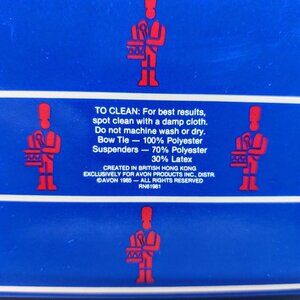 TO CLEAN: For best results,
spot clean with a damp cloth.
Do not machine wash or dry.
Bow Tie — 100% Polyester
Suspenders — 70% Polyester
30% Latex
CREATED IN BRITISH HONG KONG
EXCLUSIVELY FOR AVON PRODUCTS INC., DISTR.
©AVON 1985 — ALL RIGHTS RESERVED
RN61981